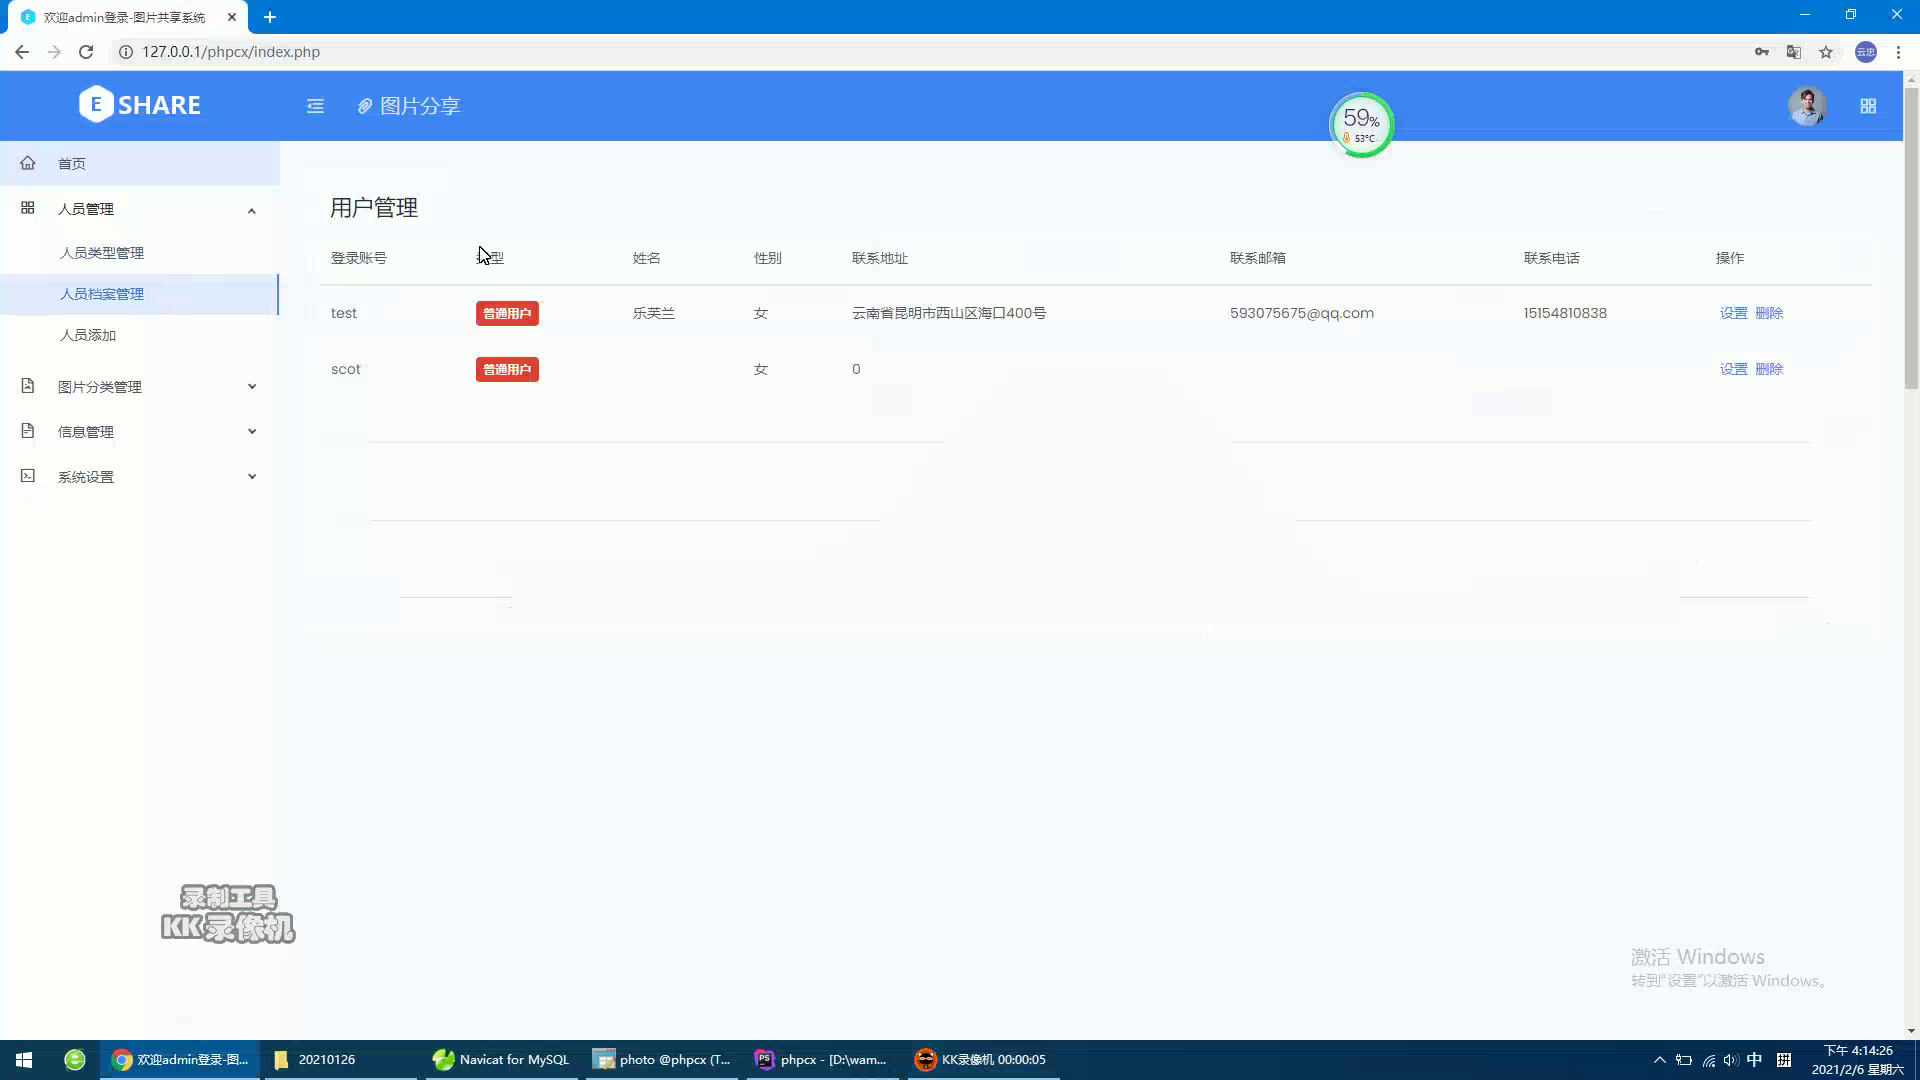 欢迎admin登录-图片共享系统
127.0.0.1/phpcx/index.php
云忠
E SHARE
图片分享
59%
53°C
首页
人员管理
人员类型管理
人员档案管理
人员添加
图片分类管理
信息管理
系统设置
用户管理
登录账号 型 姓名 性别 联系地址 联系邮箱 联系电话 操作
test 普通用户 乐芙兰 女 云南省昆明市西山区海口400号 593075675@qq.com 15154810838 设置 删除
scot 普通用户 女 0 设置 删除
录制工具
KK录像机
激活 Windows
转到“设置”以激活 Windows。
欢迎admin登录-图... 20210126 Navicat for MySQL photo @phpcx (T... PS phpcx - [D:\wam... KK录像机 00:00:05 中 拼
下午 4:14:26
2021/2/6 星期六